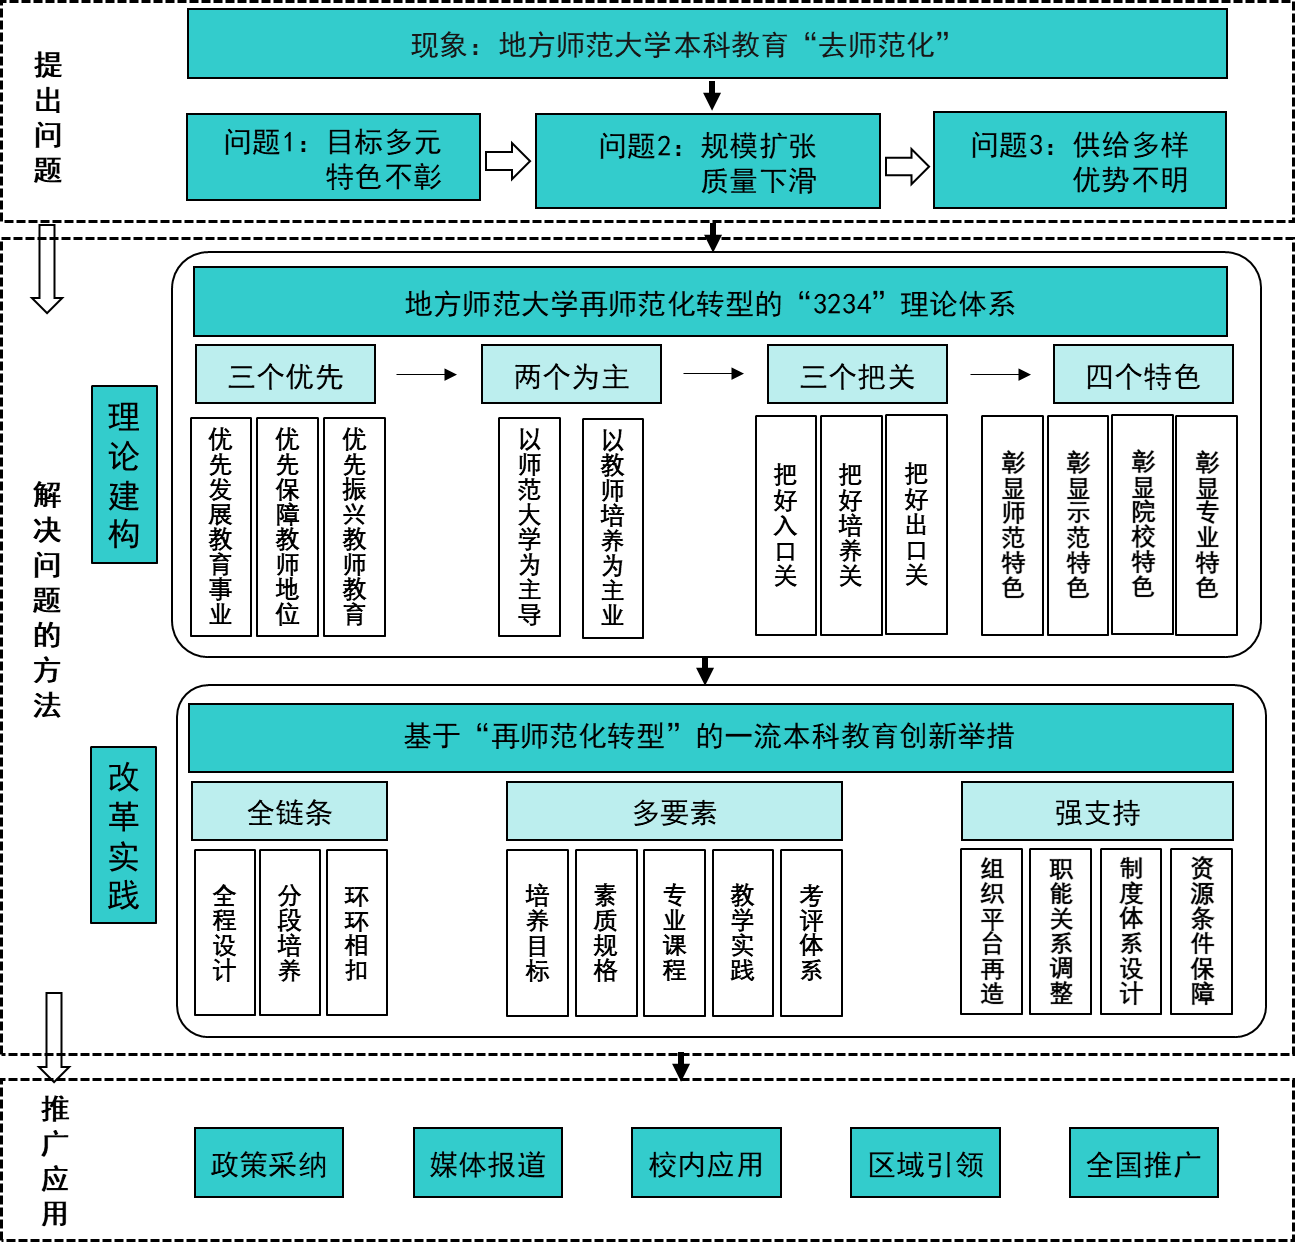 提出问题
现象：地方师范大学本科教育“去师范化”
问题1：目标多元
特色不彰
问题2：规模扩张
质量下滑
问题3：供给多样
优势不明
解决问题的方法
理论建构
地方师范大学再师范化转型的“3234”理论体系
三个优先
两个为主
三个把关
四个特色
优先发展教育事业
优先保障教师地位
优先振兴教师教育
以师范大学为主导
以教师培养为主业
把好入口关
把好培养关
把好出口关
彰显师范特色
彰显示范特色
彰显院校特色
彰显专业特色
改革实践
基于“再师范化转型”的一流本科教育创新举措
全链条
多要素
强支持
全程设计
分段培养
环环相扣
培养目标
素质规格
专业课程
教学实践
考评体系
组织平台再造
职能关系调整
制度体系设计
资源条件保障
推广应用
政策采纳
媒体报道
校内应用
区域引领
全国推广